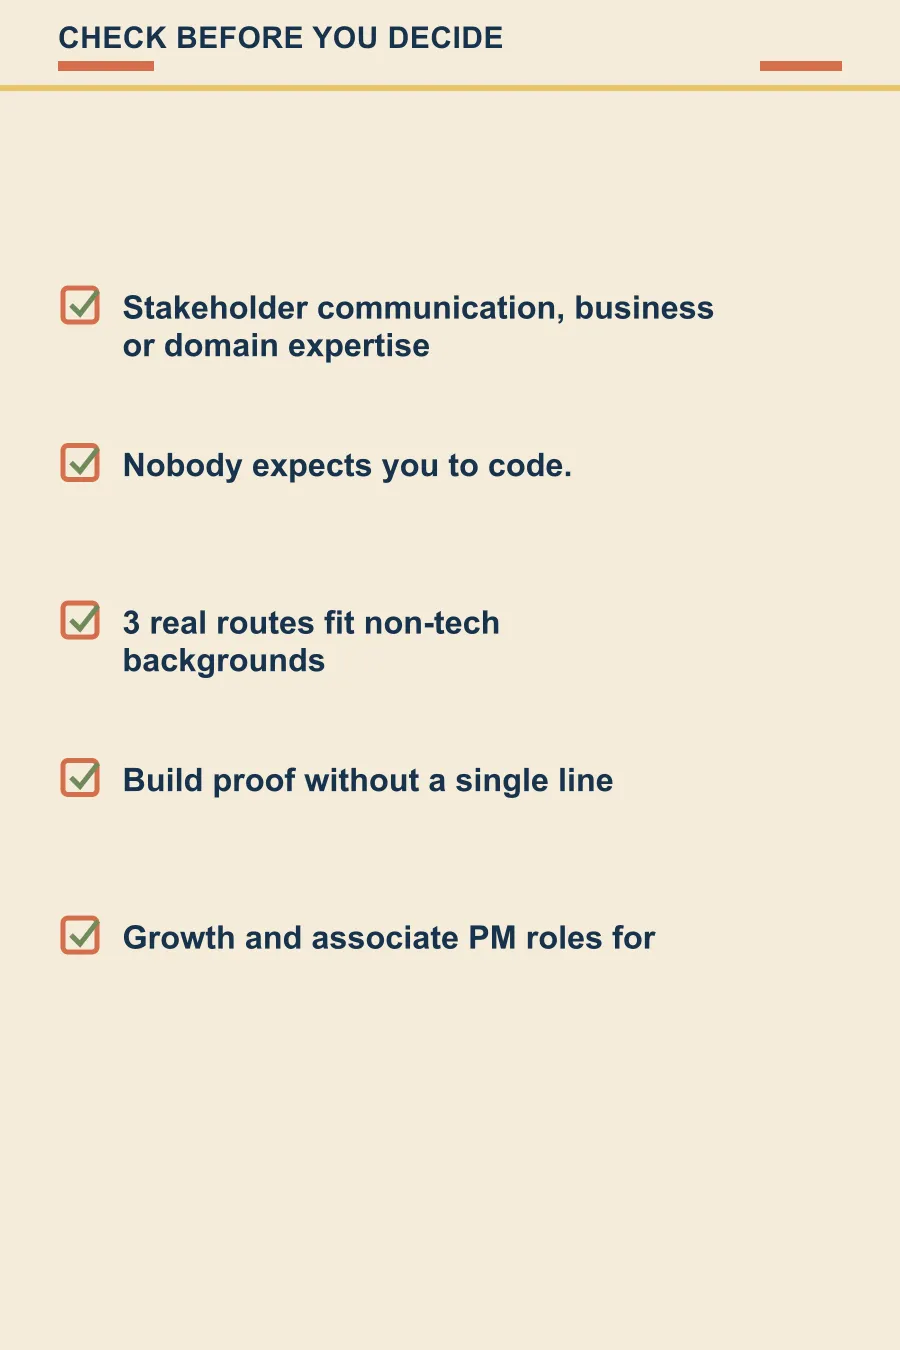 CHECK BEFORE YOU DECIDE
Stakeholder communication, business
or domain expertise
Nobody expects you to code.
3 real routes fit non-tech
backgrounds
Build proof without a single line
Growth and associate PM roles for